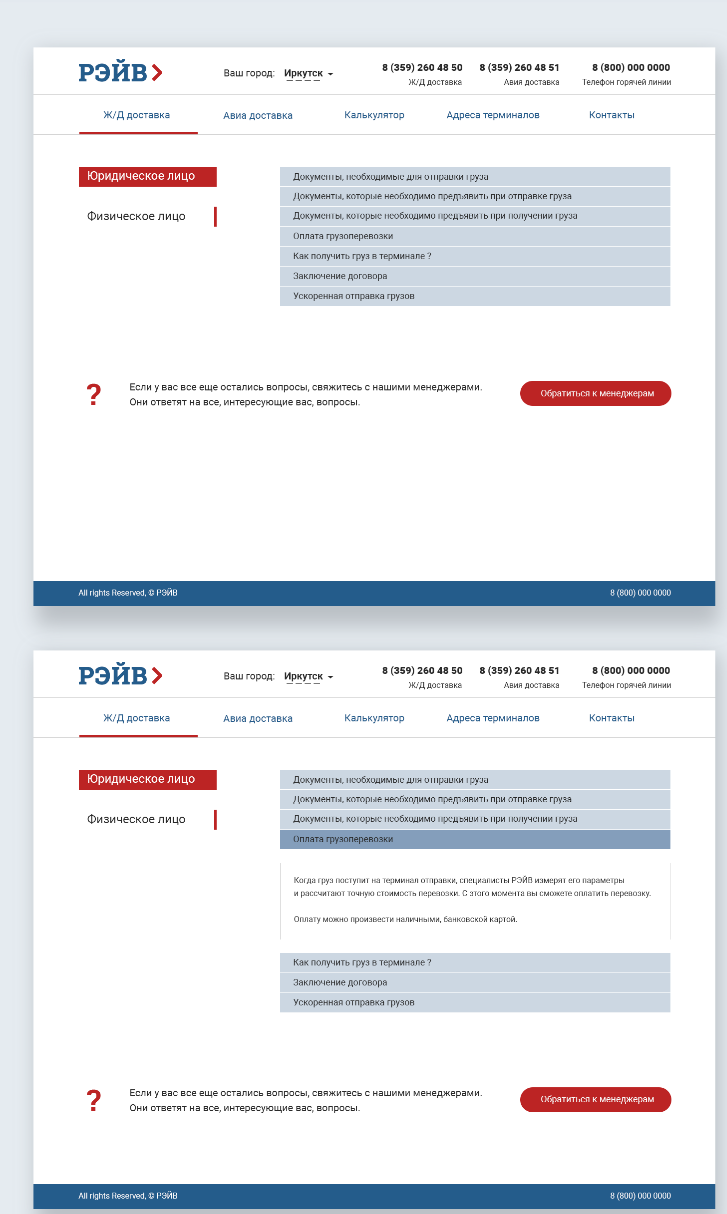 РЭЙВ
Ваш город: Иркутск
8 (359) 260 48 50
Ж/Д доставка
8 (359) 260 48 51
Авия доставка
8 (800) 000 0000
Телефон горячей линии
Ж/Д доставка
Авиа доставка
Калькулятор
Адреса терминалов
Контакты
Юридическое лицо
Физическое лицо
Документы, необходимые для отправки груза
Документы, которые необходимо предъявить при отправке груза
Документы, которые необходимо предъявить при получении груза
Оплата грузоперевозки
Как получить груз в терминале ?
Заключение договора
Ускоренная отправка грузов
?
Если у вас все еще остались вопросы, свяжитесь с нашими менеджерами.
Они ответят на все, интересующие вас, вопросы.
Обратиться к менеджерам
All rights Reserved, © РЭЙВ
8 (800) 000 0000
РЭЙВ
Ваш город: Иркутск
8 (359) 260 48 50
Ж/Д доставка
8 (359) 260 48 51
Авия доставка
8 (800) 000 0000
Телефон горячей линии
Ж/Д доставка
Авиа доставка
Калькулятор
Адреса терминалов
Контакты
Юридическое лицо
Физическое лицо
Документы, необходимые для отправки груза
Документы, которые необходимо предъявить при отправке груза
Документы, которые необходимо предъявить при получении груза
Оплата грузоперевозки
Когда груз поступит на терминал отправки, специалисты РЭЙВ измерят его параметры
и рассчитают точную стоимость перевозки. С этого момента вы сможете оплатить перевозку.
Оплату можно произвести наличными, банковской картой.
Как получить груз в терминале ?
Заключение договора
Ускоренная отправка грузов
?
Если у вас все еще остались вопросы, свяжитесь с нашими менеджерами.
Они ответят на все, интересующие вас, вопросы.
Обратиться к менеджерам
All rights Reserved, © РЭЙВ
8 (800) 000 0000